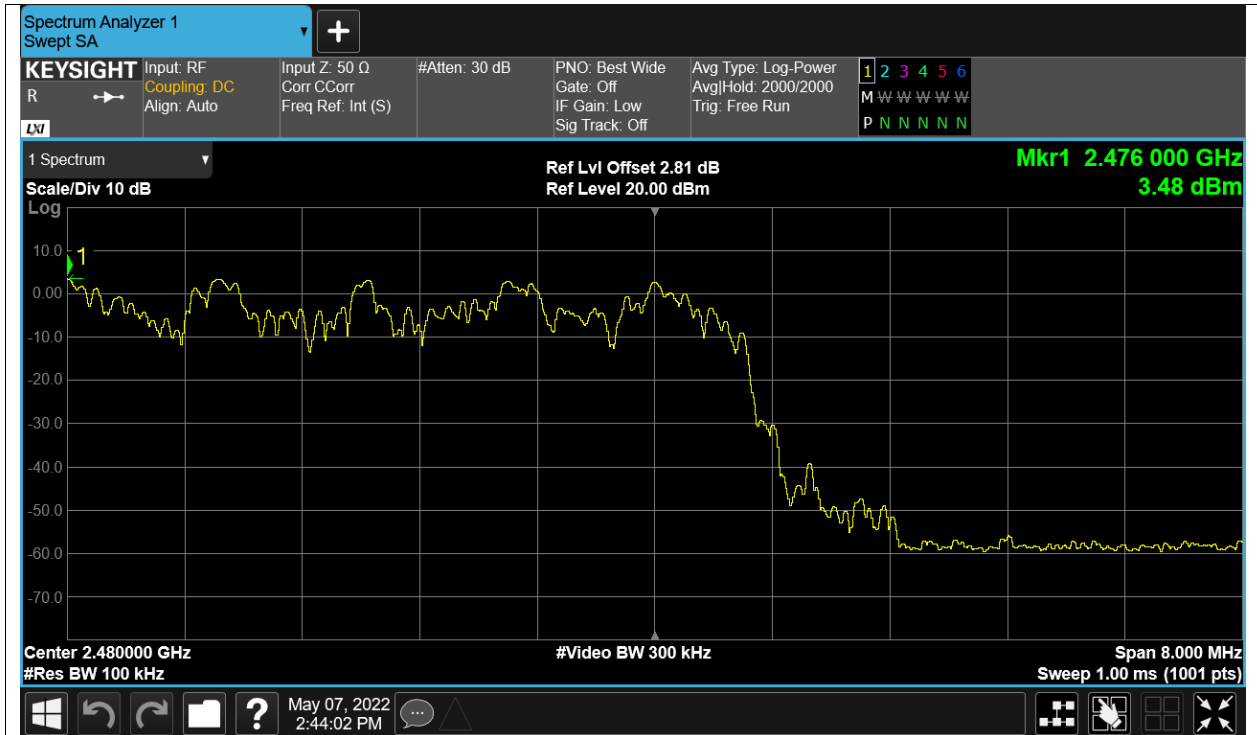 Spectrum Analyzer 1
Swept SA
+
KEYSIGHT
R
LXI
Input: RF
Coupling: DC
Align: Auto
Input Z: 50 Ω
Corr CCorr
Freq Ref: Int (S)
#Atten: 30 dB
PNO: Best Wide
Gate: Off
IF Gain: Low
Sig Track: Off
Avg Type: Log-Power
Avg|Hold: 2000/2000
Trig: Free Run
1 2 3 4 5 6
M W W W W W
P N N N N N
1 Spectrum
Scale/Div 10 dB
Log
Ref Lvl Offset 2.81 dB
Ref Level 20.00 dBm
Mkr1 2.476 000 GHz
3.48 dBm
10.0
1
0.00
-10.0
-20.0
-30.0
-40.0
-50.0
-60.0
-70.0
Center 2.480000 GHz
#Res BW 100 kHz
#Video BW 300 kHz
Span 8.000 MHz
Sweep 1.00 ms (1001 pts)
?
May 07, 2022
2:44:02 PM